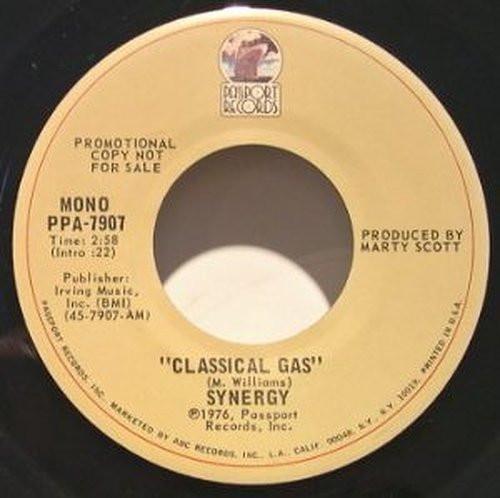 PASSPORT
RECORDS
PROMOTIONAL
COPY NOT
FOR SALE
MONO
PPA-7907
Time: 2:58
(Intro :22)
Publisher:
Irving Music,
Inc. (BMI)
(45-7907-AM)
PRODUCED BY
MARTY SCOTT
"CLASSICAL GAS"
(M. Williams)
SYNERGY
℗1976, Passport
Records, Inc.
PASSPORT RECORDS, INC., MARKETED BY ABC RECORDS, INC., L.A., CALIF. 90048, N.Y., N.Y. 10019, PRINTED IN U.S.A.